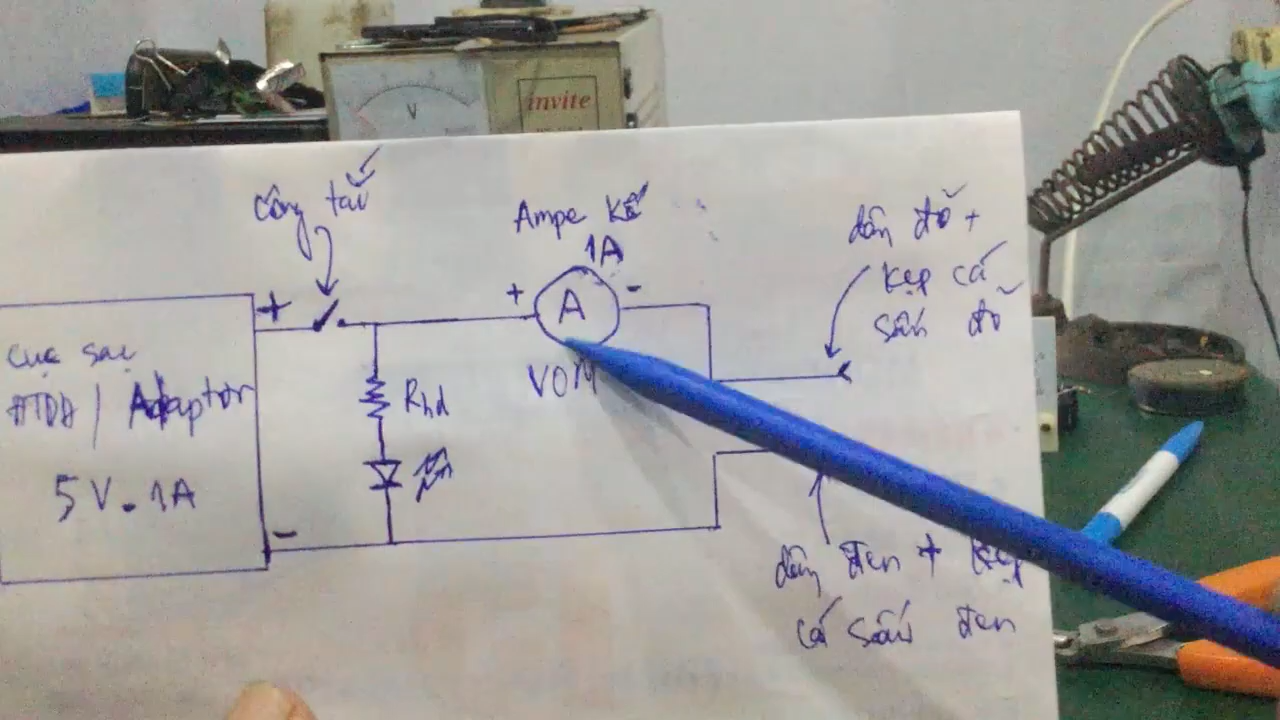 V
invite
Công tắc
Ampe Kế
1A
dây đỏ +
kẹp cá
sấu đỏ
+
+ -
A
cục sạc
ĐTDĐ / Adaptor
VOM
Rhd
5V.1A
-
dây đen + kẹp
cá sấu đen